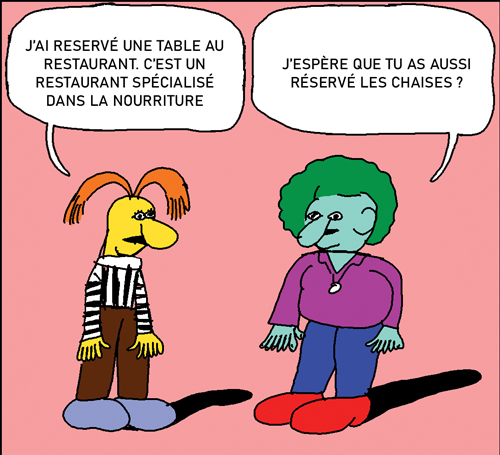 J'AI RESERVÉ UNE TABLE AU
RESTAURANT. C'EST UN
RESTAURANT SPÉCIALISÉ
DANS LA NOURRITURE
J'ESPÈRE QUE TU AS AUSSI
RÉSERVÉ LES CHAISES ?